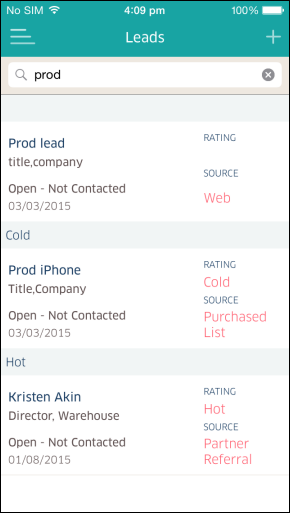 No SIM 4:09 pm 100%
Leads
prod
Prod lead
title,company
Open - Not Contacted
03/03/2015
RATING
SOURCE
Web
Cold
Prod iPhone
Title,Company
Open - Not Contacted
03/03/2015
RATING
Cold
SOURCE
Purchased
List
Hot
Kristen Akin
Director, Warehouse
Open - Not Contacted
01/08/2015
RATING
Hot
SOURCE
Partner
Referral